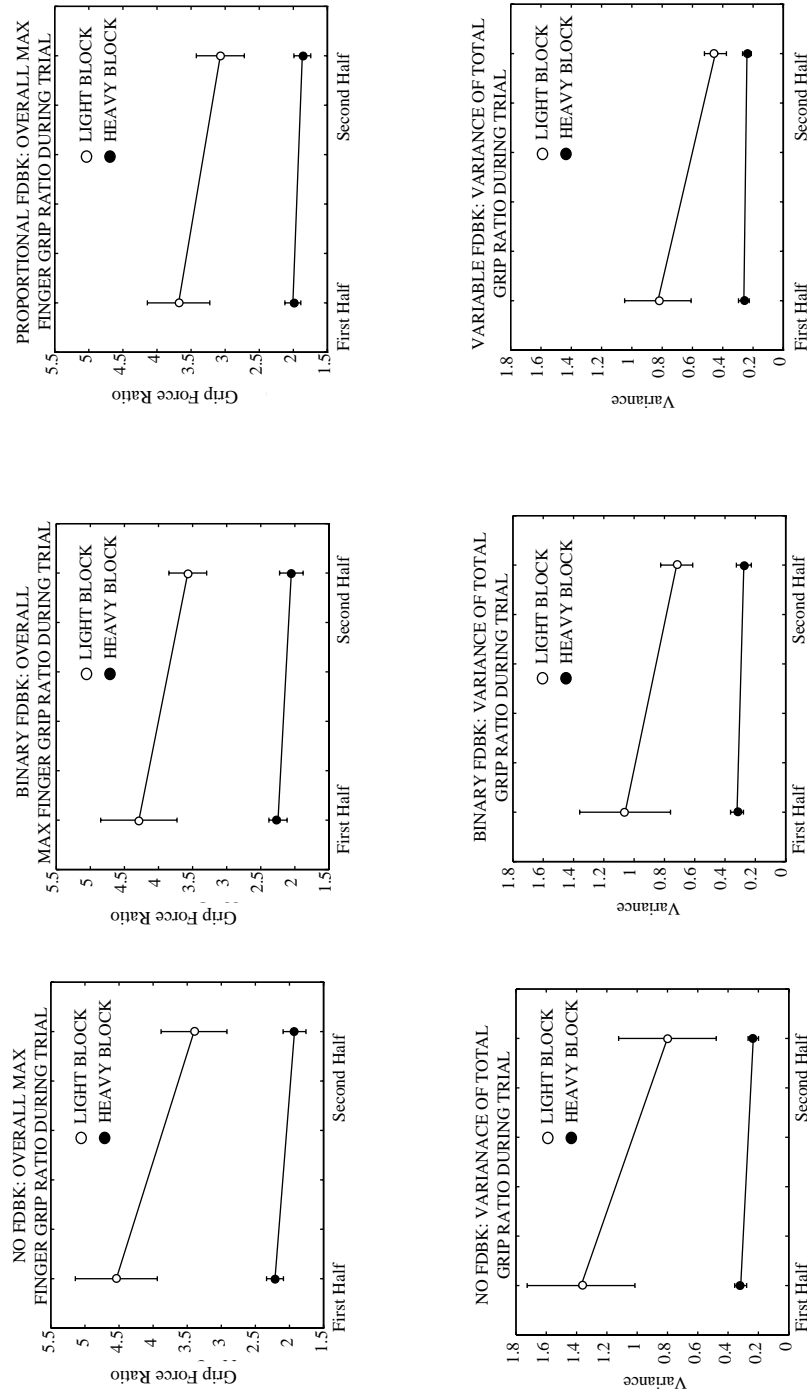 NO FDBK: OVERALL MAX
FINGER GRIP RATIO DURING TRIAL
5.5
5
4.5
4
3.5
3
2.5
2
1.5
Grip Force Ratio
LIGHT BLOCK
HEAVY BLOCK
First Half
Second Half
BINARY FDBK: OVERALL
MAX FINGER GRIP RATIO DURING TRIAL
5.5
5
4.5
4
3.5
3
2.5
2
1.5
Grip Force Ratio
LIGHT BLOCK
HEAVY BLOCK
First Half
Second Half
PROPORTIONAL FDBK: OVERALL MAX
FINGER GRIP RATIO DURING TRIAL
5.5
5
4.5
4
3.5
3
2.5
2
1.5
Grip Force Ratio
LIGHT BLOCK
HEAVY BLOCK
First Half
Second Half
NO FDBK: VARIANACE OF TOTAL
GRIP RATIO DURING TRIAL
1.8
1.6
1.4
1.2
1
0.8
0.6
0.4
0.2
0
Variance
LIGHT BLOCK
HEAVY BLOCK
First Half
Second Half
BINARY FDBK: VARIANCE OF TOTAL
GRIP RATIO DURING TRIAL
1.8
1.6
1.4
1.2
1
0.8
0.6
0.4
0.2
0
Variance
LIGHT BLOCK
HEAVY BLOCK
First Half
Second Half
VARIABLE FDBK: VARIANCE OF TOTAL
GRIP RATIO DURING TRIAL
1.8
1.6
1.4
1.2
1
0.8
0.6
0.4
0.2
0
Variance
LIGHT BLOCK
HEAVY BLOCK
First Half
Second Half